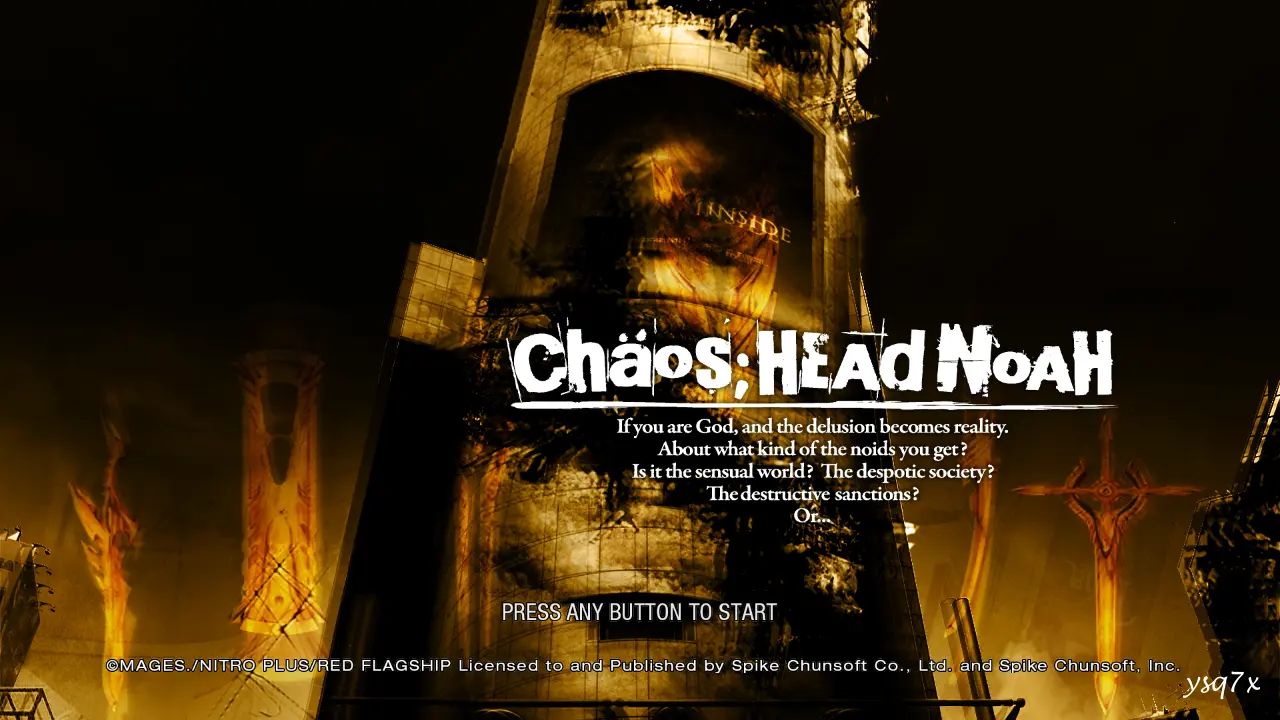 INSIDE
Chäos;HEAD NoAH
If you are God, and the delusion becomes reality.
About what kind of the noids you get?
Is it the sensual world? The despotic society?
The destructive sanctions?
Or...
PRESS ANY BUTTON TO START
©MAGES./NITRO PLUS/RED FLAGSHIP Licensed to and Published by Spike Chunsoft Co., Ltd. and Spike Chunsoft, Inc.
ysq7x